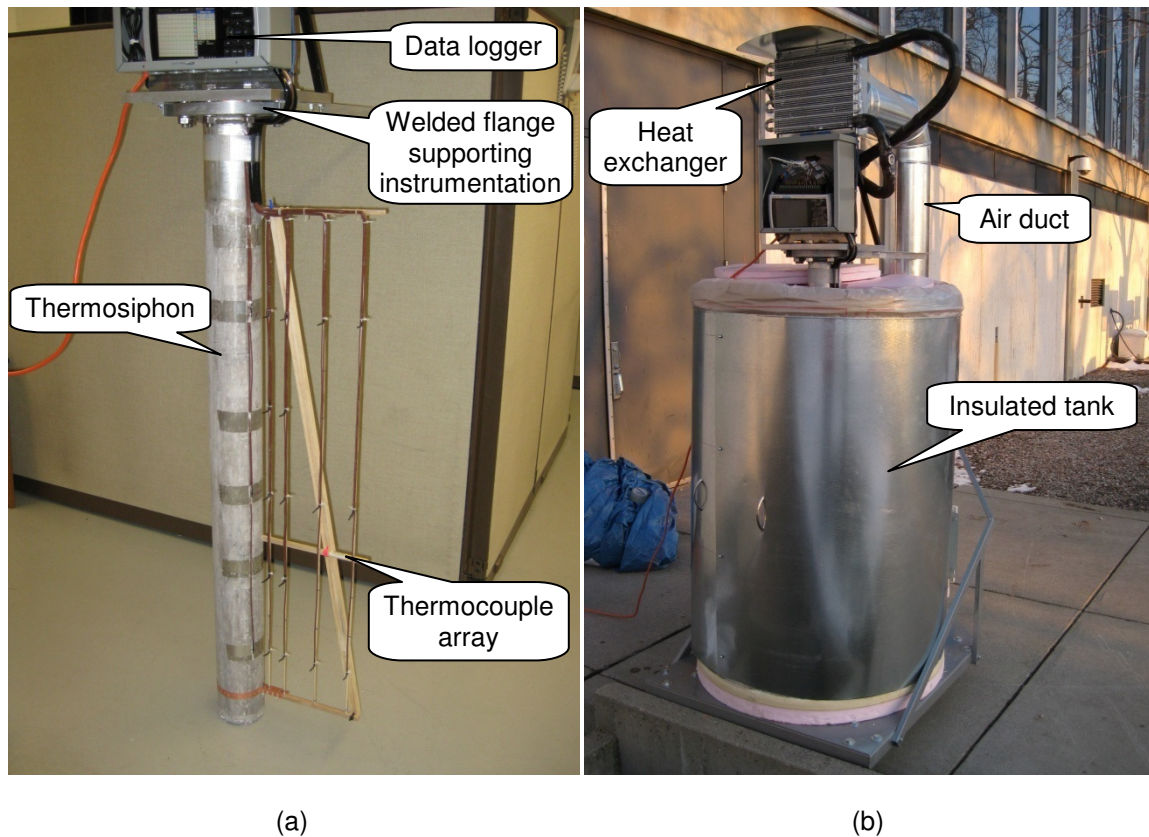 Data logger
Welded flange
supporting
instrumentation
Thermosiphon
Thermocouple
array
Heat
exchanger
Air duct
Insulated tank
(a)
(b)